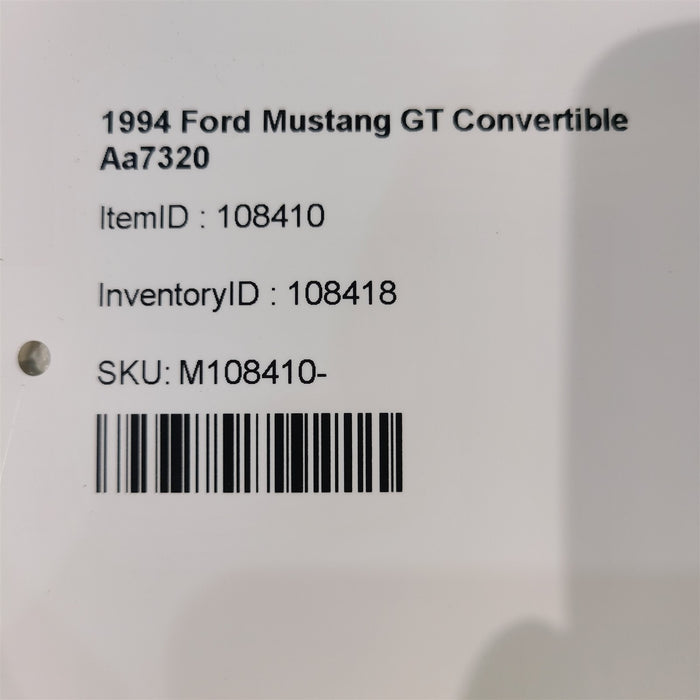 1994 Ford Mustang GT Convertible
Aa7320
ItemID : 108410
InventoryID : 108418
SKU: M108410-